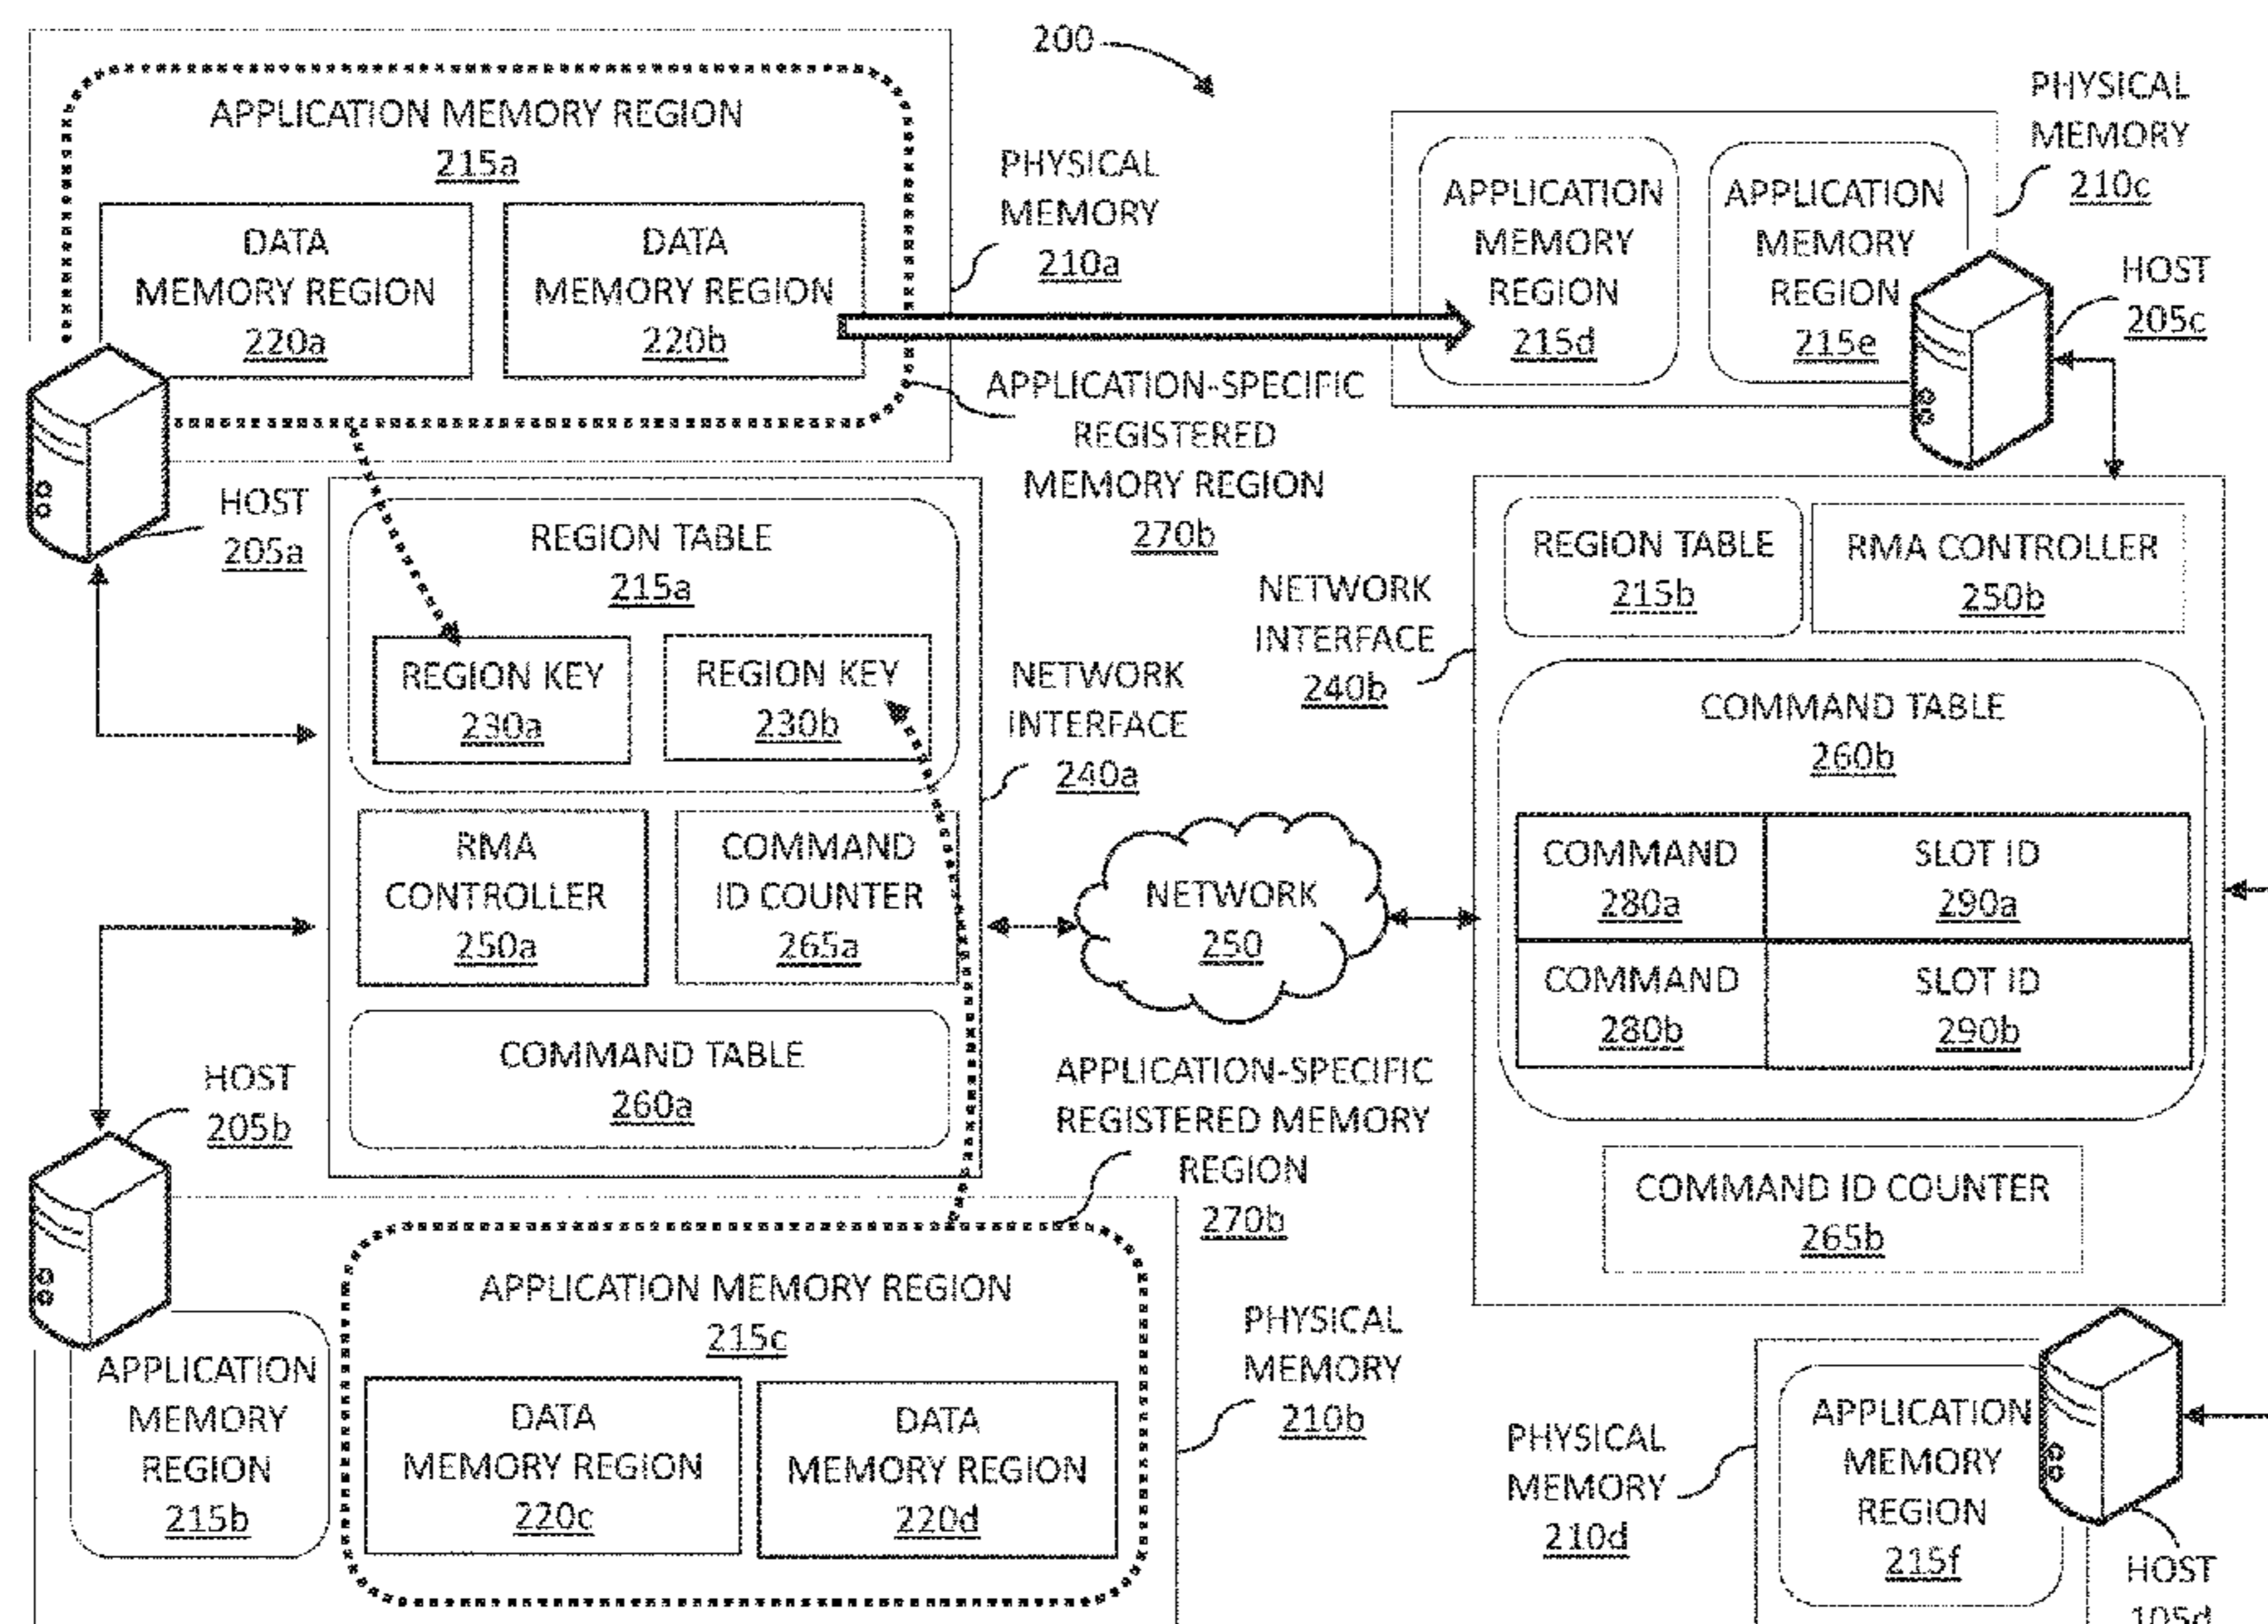 200
APPLICATION MEMORY REGION
215a
DATA
MEMORY REGION
220a
DATA
MEMORY REGION
220b
PHYSICAL
MEMORY
210a
APPLICATION
MEMORY
REGION
215d
APPLICATION
MEMORY
REGION
215e
PHYSICAL
MEMORY
210c
HOST
205c
APPLICATION-SPECIFIC
REGISTERED
MEMORY REGION
270b
HOST
205a
REGION TABLE
215a
REGION KEY
230a
REGION KEY
230b
NETWORK
INTERFACE
240a
RMA
CONTROLLER
250a
COMMAND
ID COUNTER
265a
COMMAND TABLE
260a
NETWORK
250
NETWORK
INTERFACE
240b
REGION TABLE
215b
RMA CONTROLLER
250b
COMMAND TABLE
260b
COMMAND
280a
SLOT ID
290a
COMMAND
280b
SLOT ID
290b
COMMAND ID COUNTER
265b
HOST
205b
APPLICATION-SPECIFIC
REGISTERED MEMORY
REGION
270b
APPLICATION
MEMORY
REGION
215b
APPLICATION MEMORY REGION
215c
DATA
MEMORY REGION
220c
DATA
MEMORY REGION
220d
PHYSICAL
MEMORY
210b
PHYSICAL
MEMORY
210d
APPLICATION
MEMORY
REGION
215f
HOST
105d